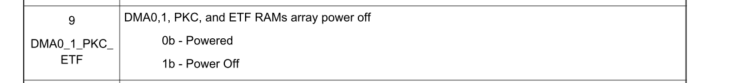 9
DMA0_1_PKC_
ETF
DMA0,1, PKC, and ETF RAMs array power off
0b - Powered
1b - Power Off